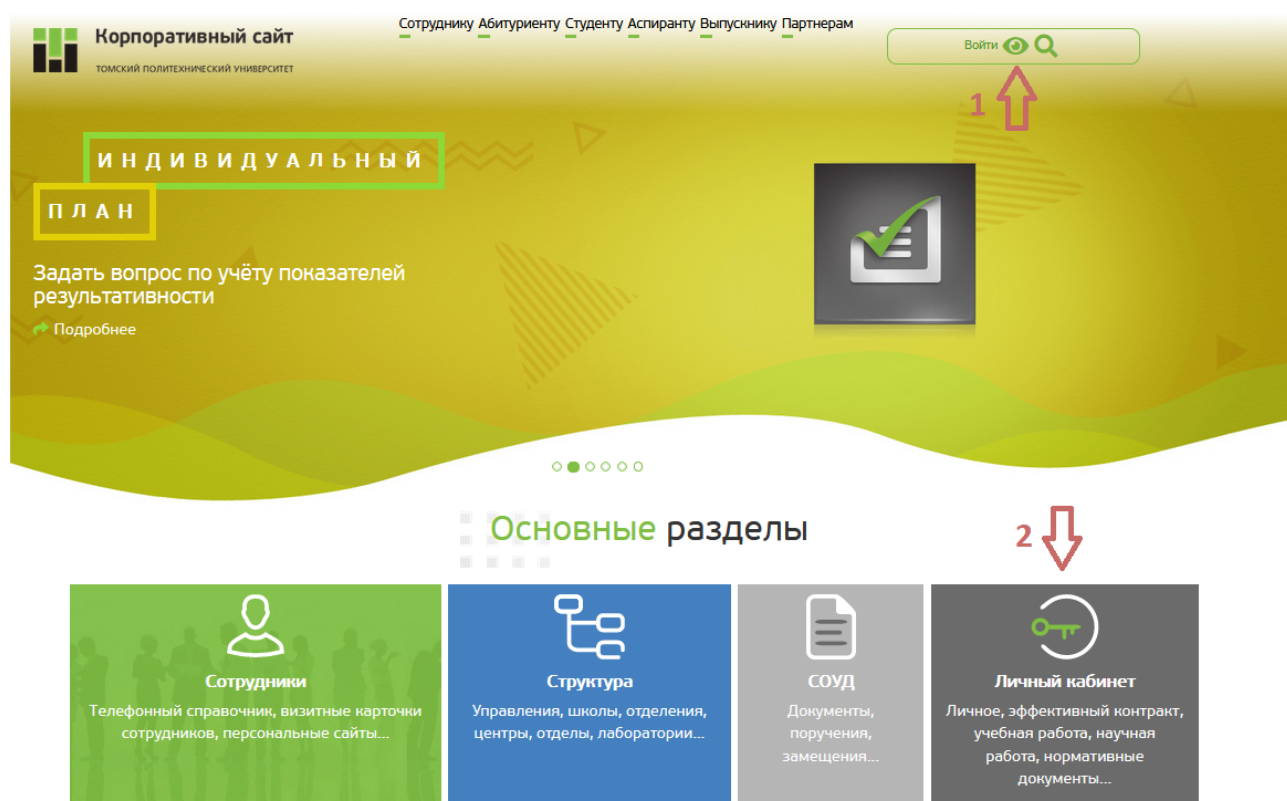 Корпоративный сайт
ТОМСКИЙ ПОЛИТЕХНИЧЕСКИЙ УНИВЕРСИТЕТ
Сотруднику Абитуриенту Студенту Аспиранту Выпускнику Партнерам
Войти
1
ИНДИВИДУАЛЬНЫЙ
ПЛАН
Задать вопрос по учёту показателей
результативности
Подробнее
Основные разделы
2
Сотрудники
Телефонный справочник, визитные карточки
сотрудников, персональные сайты...
Структура
Управления, школы, отделения,
центры, отделы, лаборатории...
СОУД
Документы,
поручения,
замещения...
Личный кабинет
Личное, эффективный контракт,
учебная работа, научная
работа, нормативные
документы...